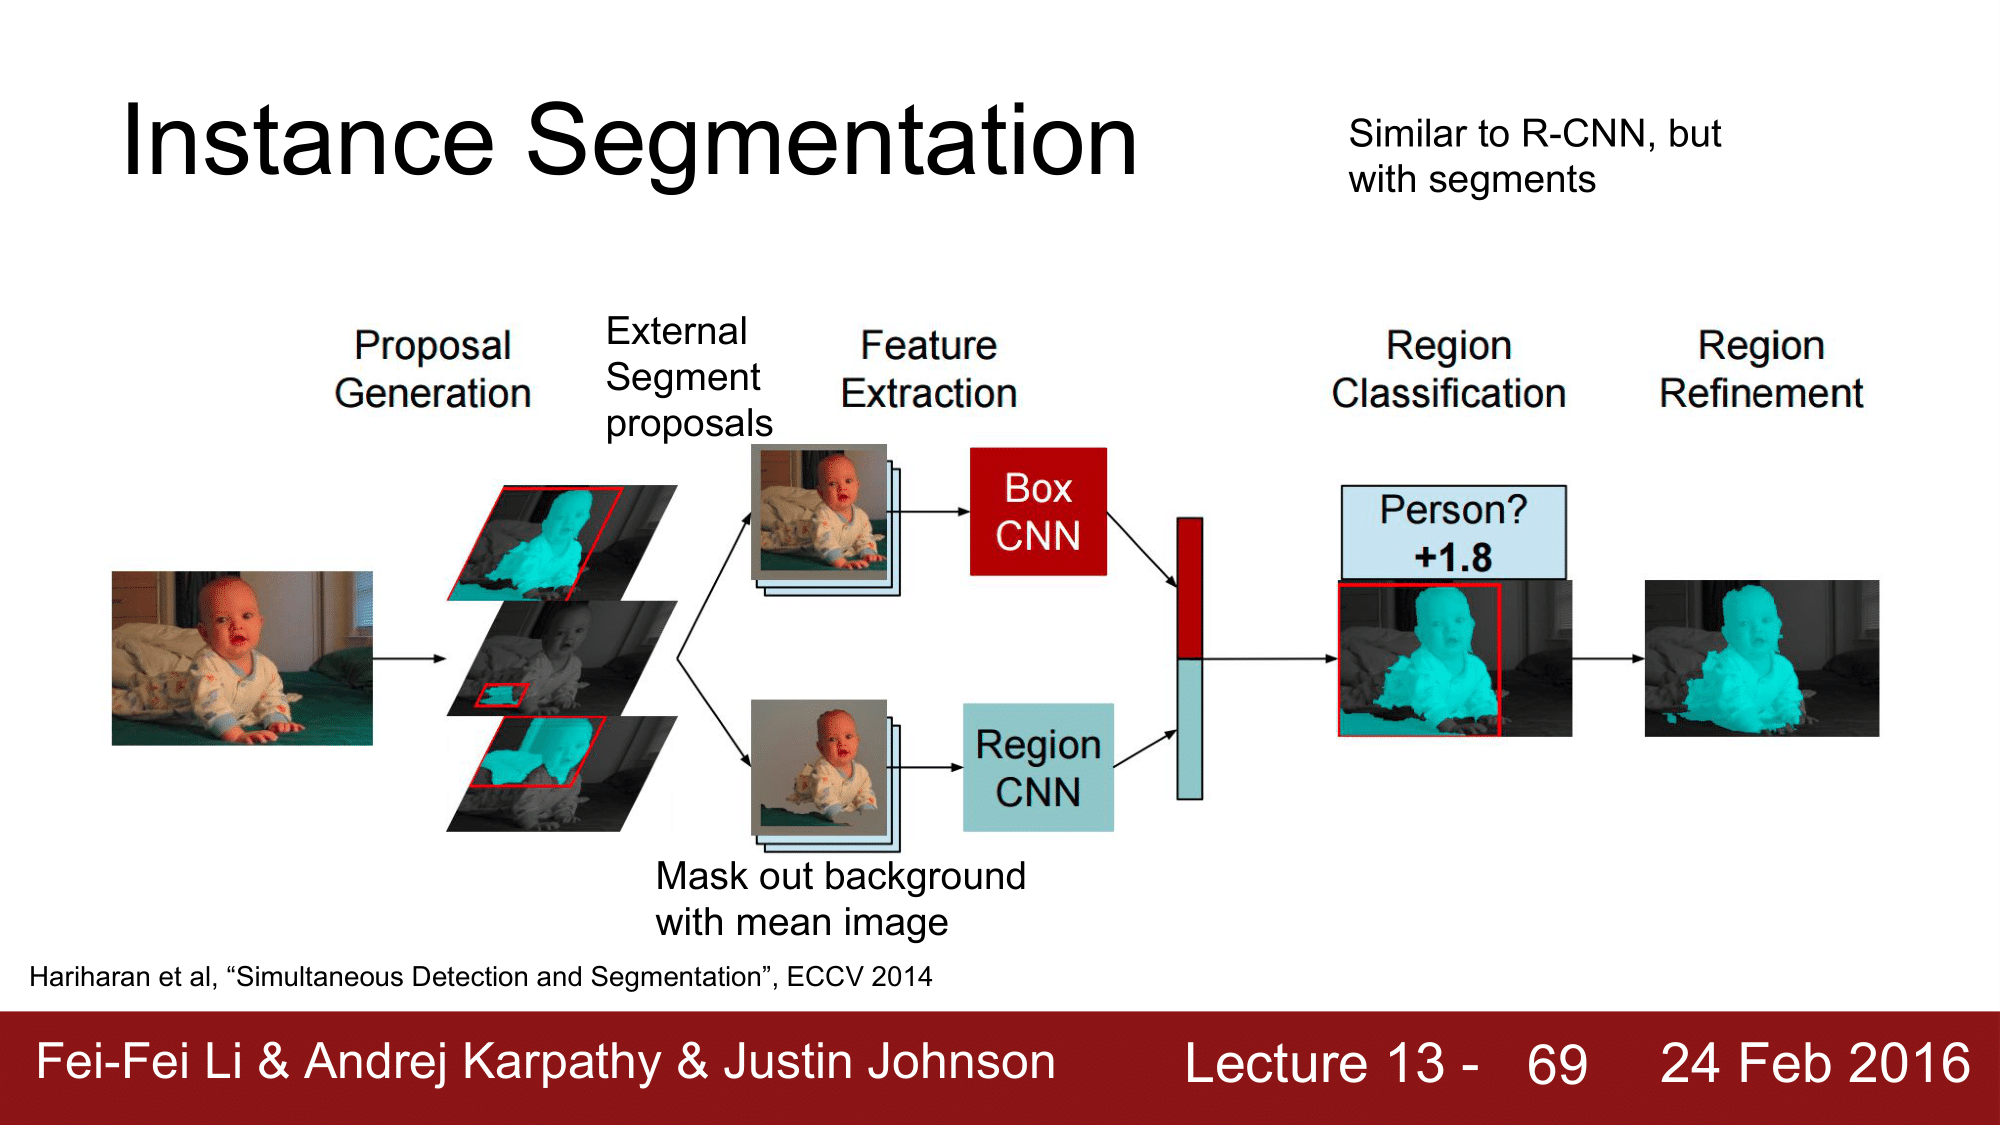 Instance Segmentation
Similar to R-CNN, but
with segments
Proposal
Generation
External
Segment
proposals
Feature
Extraction
Region
Classification
Region
Refinement
Box
CNN
Person?
+1.8
Region
CNN
Mask out background
with mean image
Hariharan et al, “Simultaneous Detection and Segmentation”, ECCV 2014
Fei-Fei Li & Andrej Karpathy & Justin Johnson
Lecture 13 - 69
24 Feb 2016